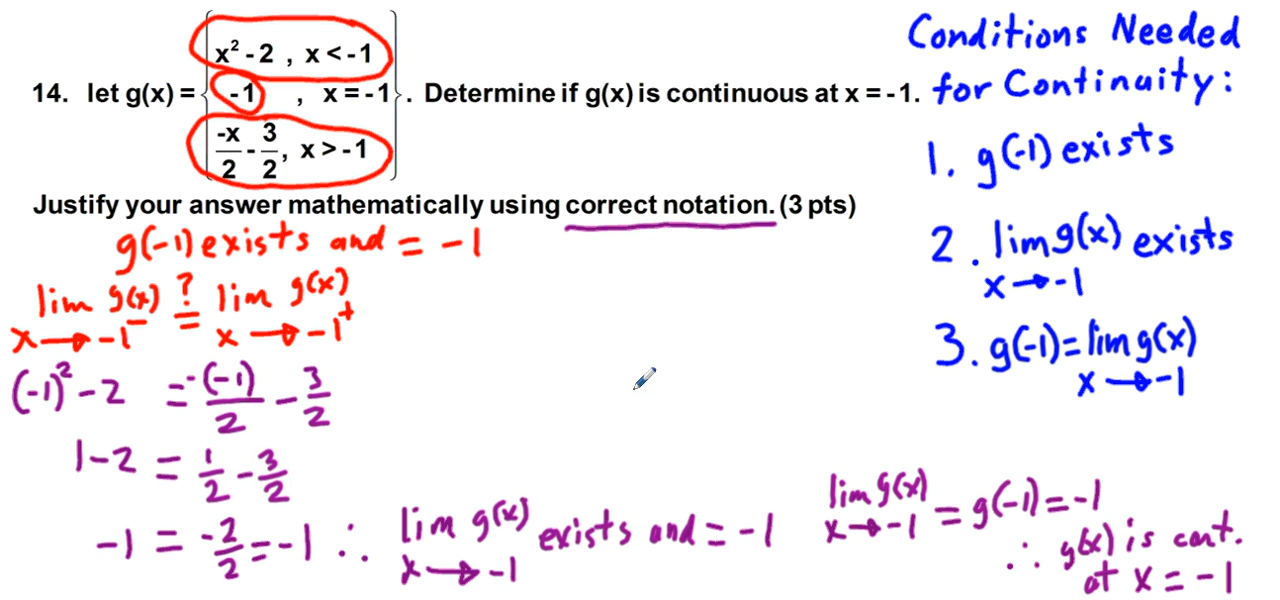 14. let g(x) = { x² - 2 , x < -1
-1 , x = -1
-x/2 - 3/2, x > -1 } . Determine if g(x) is continuous at x = -1.
Justify your answer mathematically using correct notation. (3 pts)
g(-1) exists and = -1
lim g(x) ?= lim g(x)
x → -1⁻ x → -1⁺
(-1)² - 2 = -(-1)/2 - 3/2
1 - 2 = 1/2 - 3/2
-1 = -2/2 = -1 ∴ lim g(x) exists and = -1
x → -1
Conditions Needed
for Continuity:
1. g(-1) exists
2. lim g(x) exists
x → -1
3. g(-1) = lim g(x)
x → -1
lim g(x) = g(-1) = -1
x → -1
∴ g(x) is cont.
at x = -1